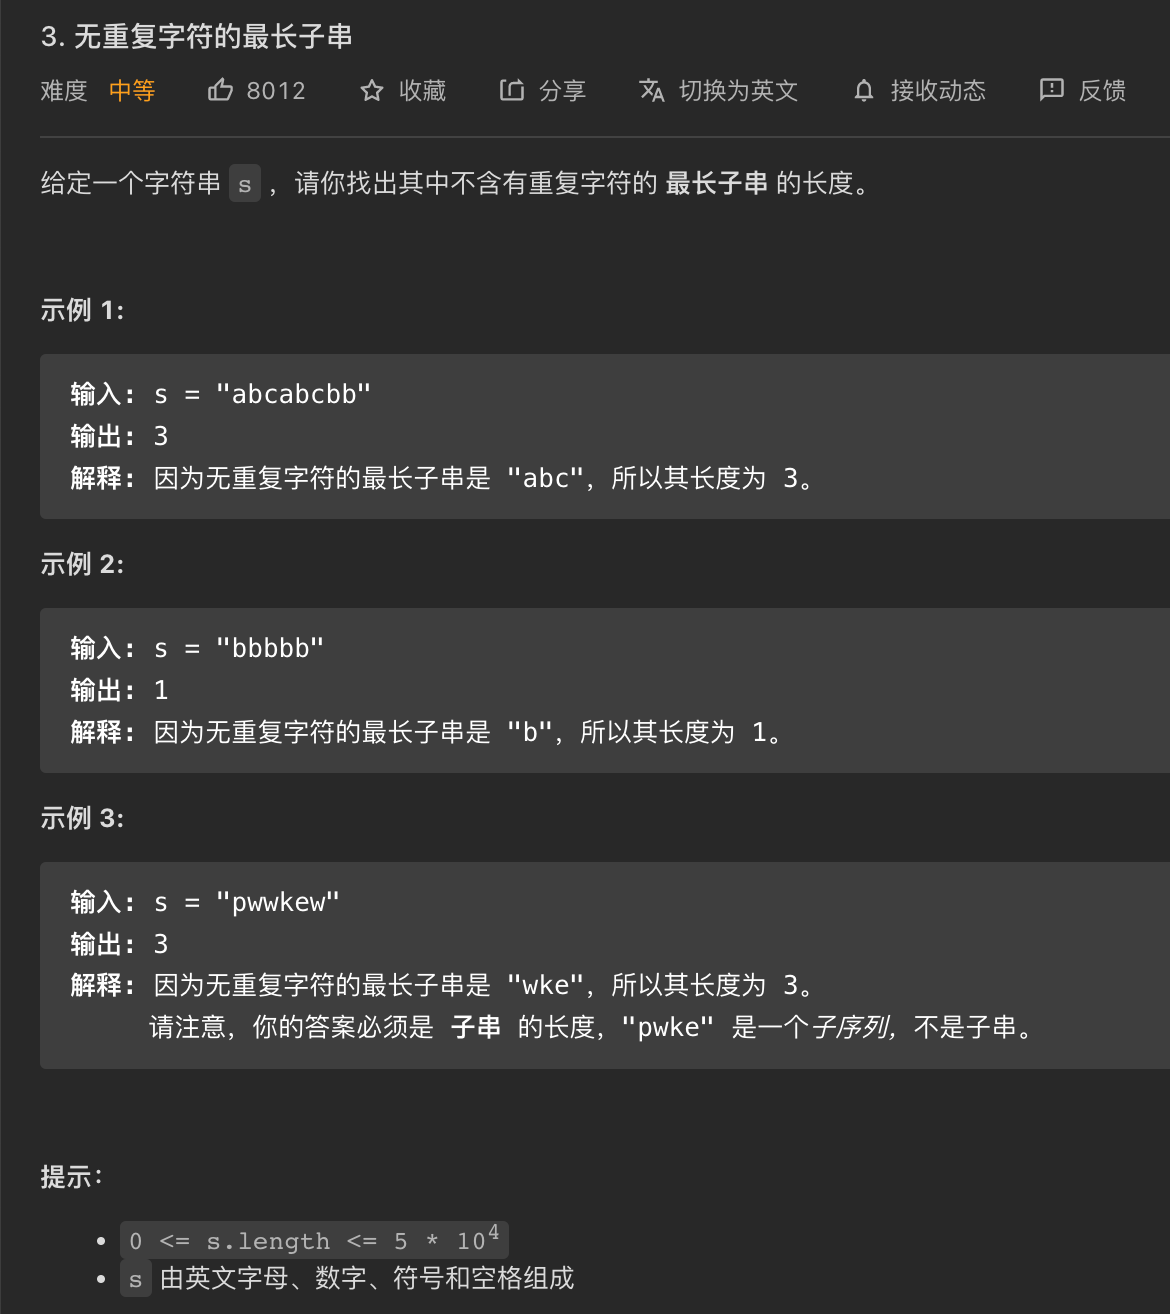 3. 无重复字符的最长子串
难度 中等 8012 收藏 分享 切换为英文 接收动态 反馈
给定一个字符串 s ，请你找出其中不含有重复字符的 最长子串 的长度。
示例 1:
输入: s = "abcabcbb"
输出: 3
解释: 因为无重复字符的最长子串是 "abc"，所以其长度为 3。
示例 2:
输入: s = "bbbbb"
输出: 1
解释: 因为无重复字符的最长子串是 "b"，所以其长度为 1。
示例 3:
输入: s = "pwwkew"
输出: 3
解释: 因为无重复字符的最长子串是 "wke"，所以其长度为 3。
请注意，你的答案必须是 子串 的长度，"pwke" 是一个子序列，不是子串。
提示：
0 <= s.length <= 5 * 10⁴
s 由英文字母、数字、符号和空格组成